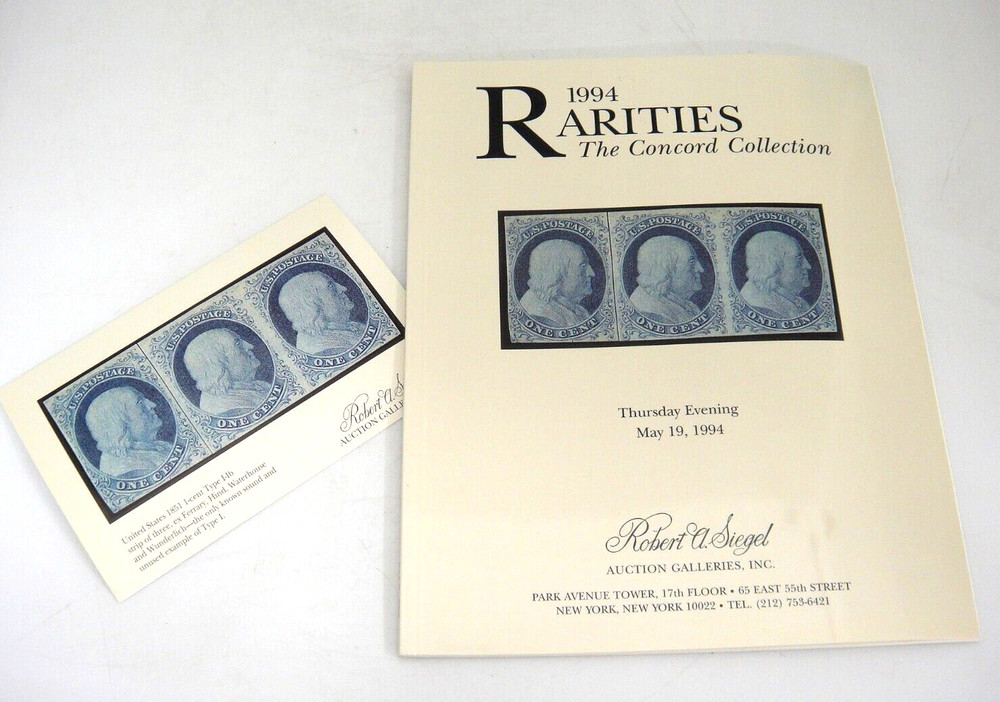 1994
RARITIES
The Concord Collection
U.S. POSTAGE
ONE CENT
U.S. POSTAGE
ONE CENT
U.S. POSTAGE
ONE CENT
Thursday Evening
May 19, 1994
Robert A. Siegel
AUCTION GALLERIES, INC.
PARK AVENUE TOWER, 17th FLOOR • 65 EAST 55th STREET
NEW YORK, NEW YORK 10022 • TEL. (212) 753-6421
U.S. POSTAGE
ONE CENT
U.S. POSTAGE
ONE CENT
U.S. POSTAGE
ONE CENT
Robert A. S
AUCTION GALLE
United States 1851 1-cent Type I-Ib
strip of three, ex Ferrary, Hind, Waterhouse
and Wunderlich—the only known sound and
unused example of Type I.